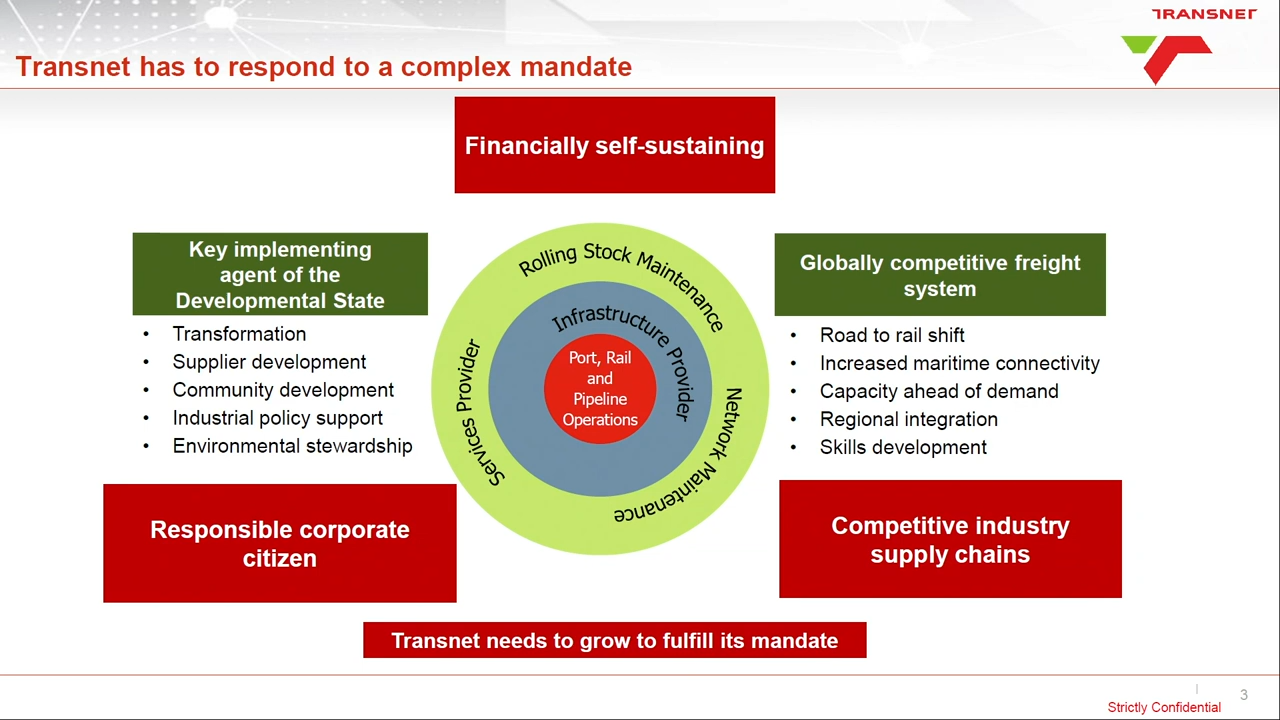 TRANSNET
Transnet has to respond to a complex mandate
Financially self-sustaining
Key implementing
agent of the
Developmental State
• Transformation
• Supplier development
• Community development
• Industrial policy support
• Environmental stewardship
Responsible corporate
citizen
Rolling Stock Maintenance
Infrastructure Provider
Port, Rail
and
Pipeline
Operations
Services Provider
Network Maintenance
Globally competitive freight
system
• Road to rail shift
• Increased maritime connectivity
• Capacity ahead of demand
• Regional integration
• Skills development
Competitive industry
supply chains
Transnet needs to grow to fulfill its mandate
Strictly Confidential
3